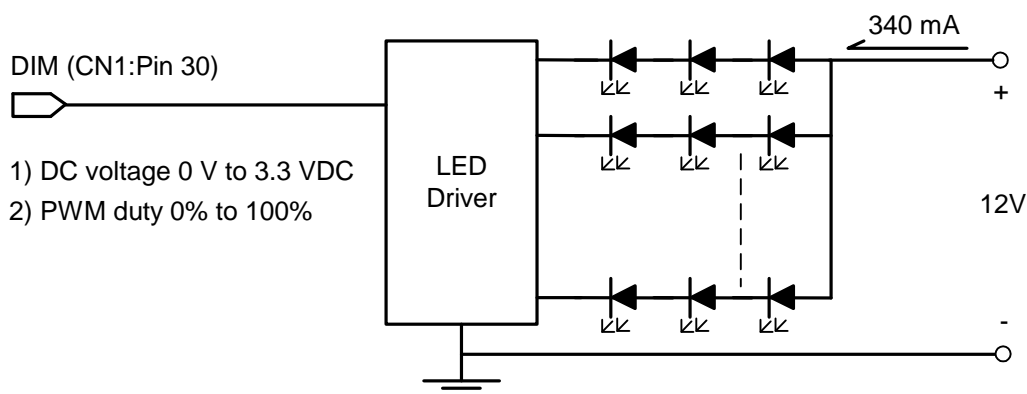 340 mA
DIM (CN1:Pin 30)
+
1) DC voltage 0 V to 3.3 VDC
2) PWM duty 0% to 100%
LED
Driver
12V
-